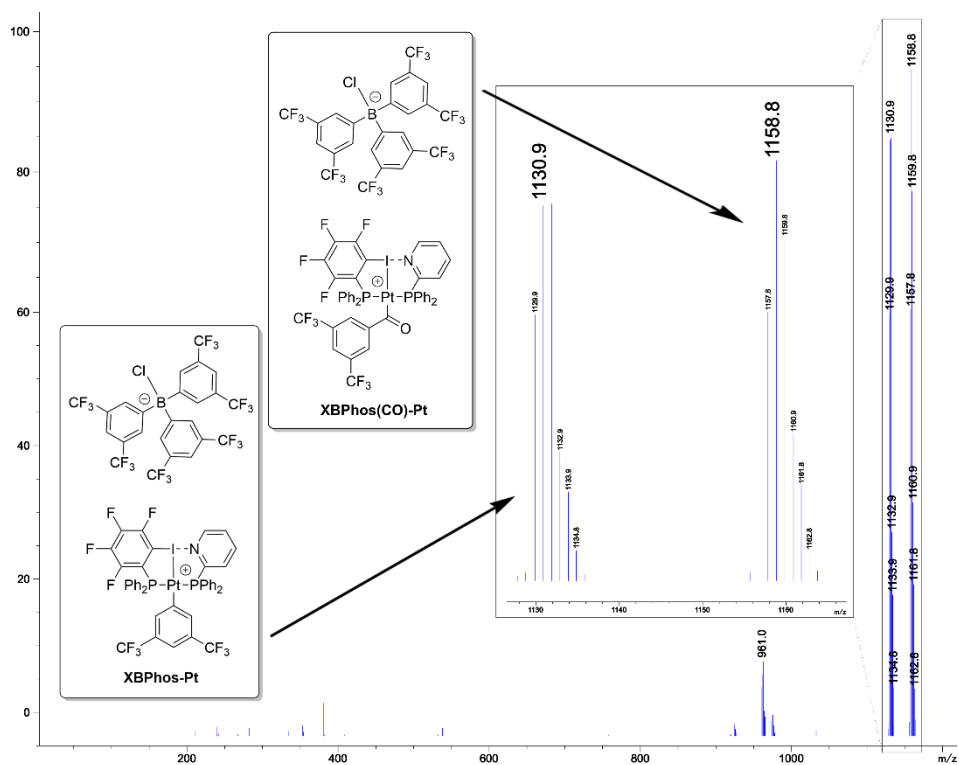 100
80
60
40
20
0
200
400
600
800
1000
m/z
CF3
Cl
⊖
CF3
B
CF3
CF3
CF3
CF3
F
F
F
I
N
F
⊕
Ph2P
Pt
PPh2
CF3
O
CF3
XBPhos(CO)-Pt
CF3
Cl
⊖
CF3
B
CF3
CF3
CF3
CF3
F
F
F
I
N
F
⊕
Ph2P
Pt
PPh2
CF3
CF3
XBPhos-Pt
1129.9
1130.9
1132.9
1133.9
1134.8
1157.8
1158.8
1159.8
1160.9
1161.8
1162.8
1130
1140
1150
1160
m/z
961.0
1130.9
1129.9
1132.9
1133.9
1134.8
1158.8
1159.8
1157.8
1160.9
1161.8
1162.8